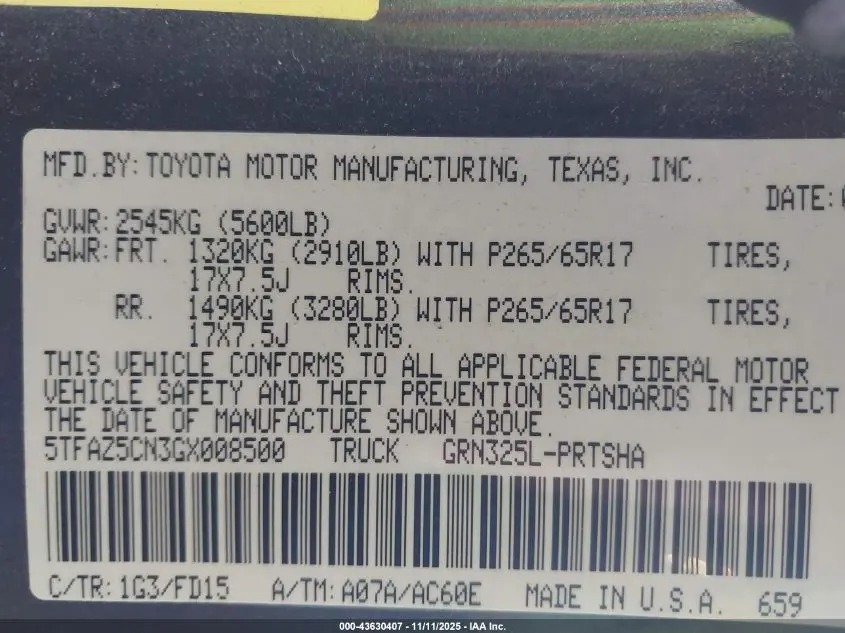 MFD.BY: TOYOTA MOTOR MANUFACTURING, TEXAS, INC.
DATE:
GVWR: 2545KG (5600LB)
GAWR: FRT. 1320KG (2910LB) WITH P265/65R17 TIRES,
17X7.5J RIMS.
RR. 1490KG (3280LB) WITH P265/65R17 TIRES,
17X7.5J RIMS.
THIS VEHICLE CONFORMS TO ALL APPLICABLE FEDERAL MOTOR
VEHICLE SAFETY AND THEFT PREVENTION STANDARDS IN EFFECT
THE DATE OF MANUFACTURE SHOWN ABOVE.
5TFAZ5CN3GX008500 TRUCK GRN325L-PRTSHA
C/TR: 1G3/FD15 A/TM: A07A/AC60E MADE IN U.S.A. 659
000-43630407 - 11/11/2025 - IAA Inc.